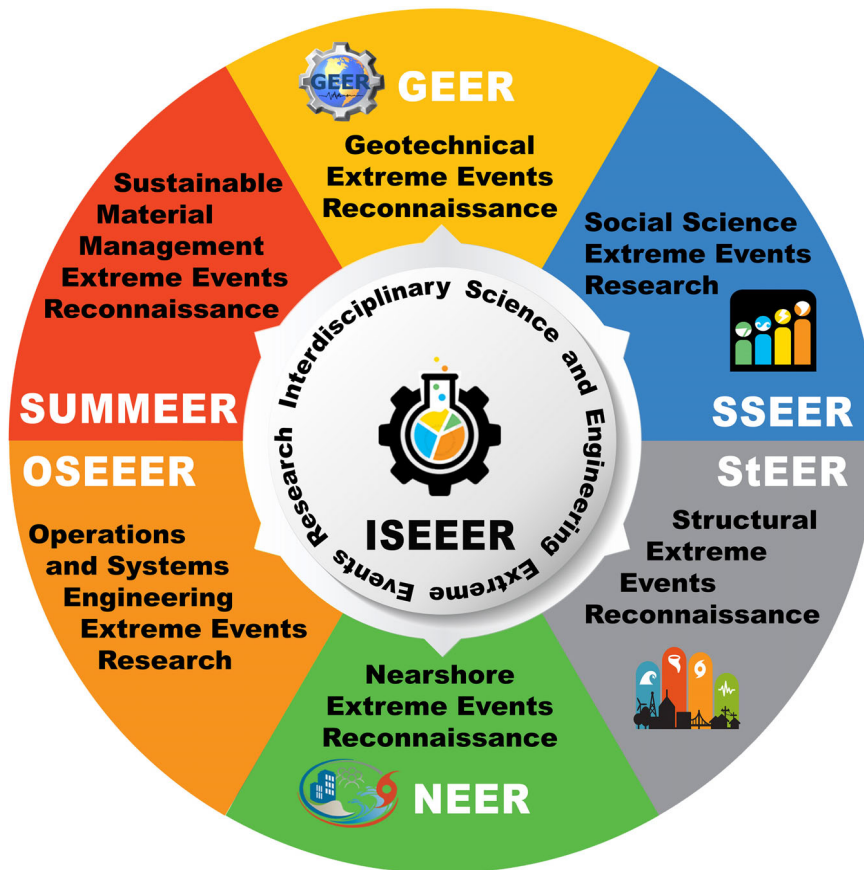 GEER
GEER
Geotechnical
Extreme Events
Reconnaissance
Social Science
Extreme Events
Research
SSEER
StEER
Structural
Extreme
Events
Reconnaissance
Nearshore
Extreme Events
Reconnaissance
NEER
OSEEER
Operations
and Systems
Engineering
Extreme Events
Research
Sustainable
Material
Management
Extreme Events
Reconnaissance
SUMMEER
Interdisciplinary Science and Engineering Extreme Events Research
ISEEER